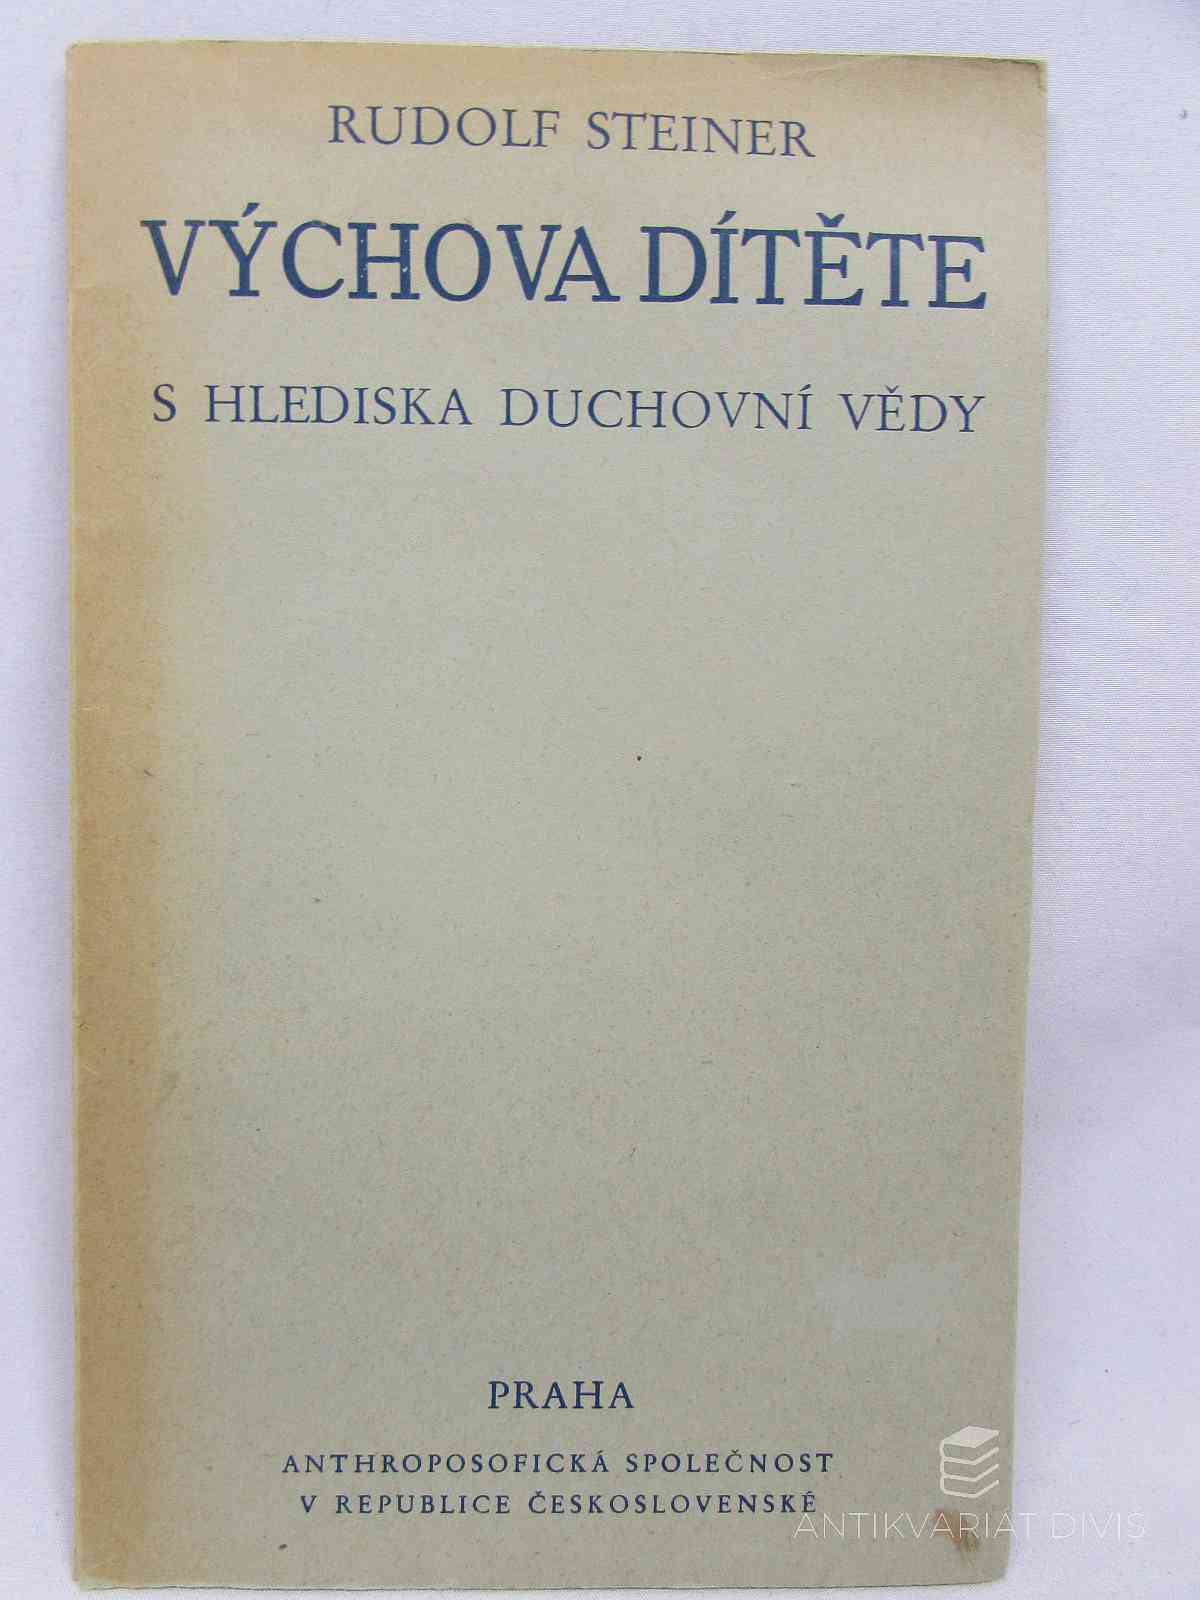 RUDOLF STEINER
VÝCHOVA DÍTĚTE
S HLEDISKA DUCHOVNÍ VĚDY
PRAHA
ANTHROPOSOFICKÁ SPOLEČNOST
V REPUBLICE ČESKOSLOVENSKÉ
ANTIKVARIÁT DIVIS